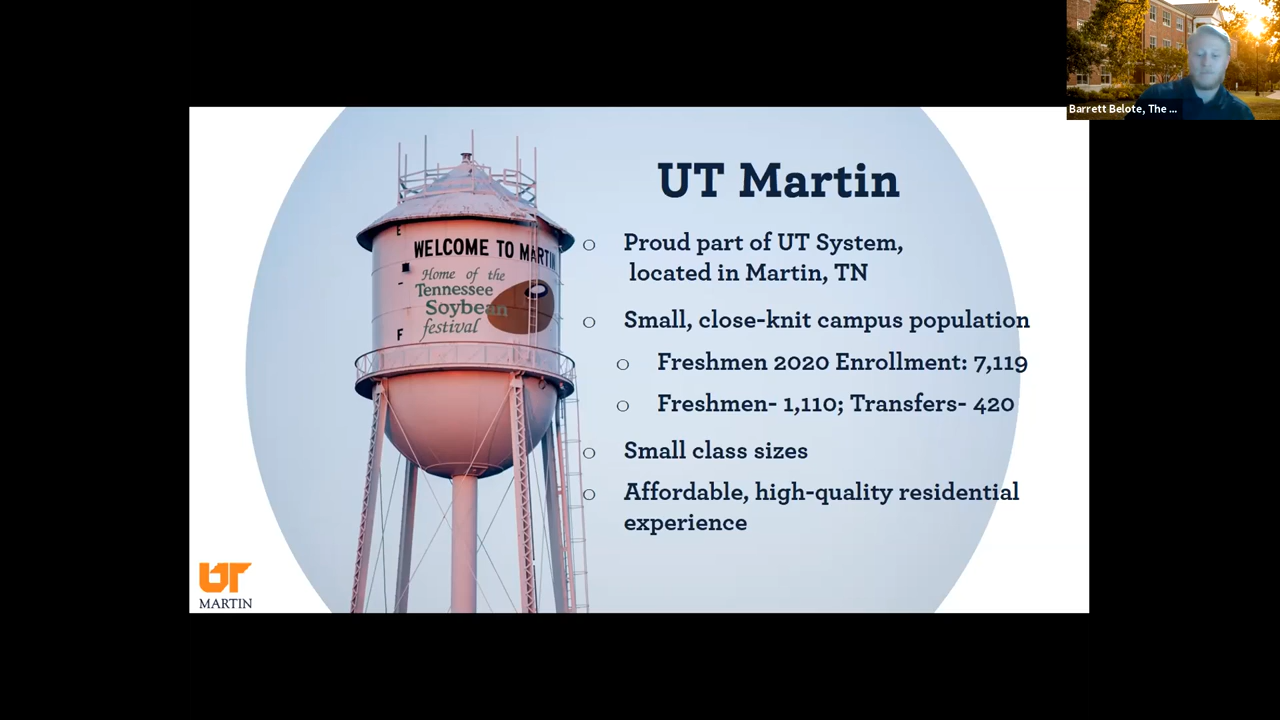 Barrett Belote, The ...
UT Martin
Proud part of UT System,
located in Martin, TN
Small, close-knit campus population
Freshmen 2020 Enrollment: 7,119
Freshmen- 1,110; Transfers- 420
Small class sizes
Affordable, high-quality residential
experience
E
F
WELCOME TO MARTIN
Home of the
Tennessee
Soybean
festival
UT
MARTIN